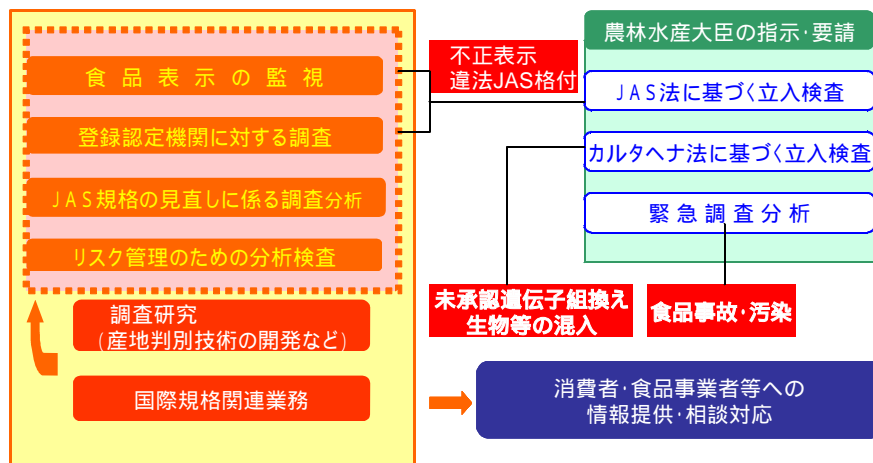 食品表示の監視
登録認定機関に対する調査
JAS規格の見直しに係る調査分析
リスク管理のための分析検査
調査研究
(産地判別技術の開発など)
国際規格関連業務
不正表示
違法JAS格付
農林水産大臣の指示･要請
JAS法に基づく立入検査
カルタヘナ法に基づく立入検査
緊急調査分析
未承認遺伝子組換え
生物等の混入
食品事故･汚染
消費者･食品事業者等への
情報提供･相談対応